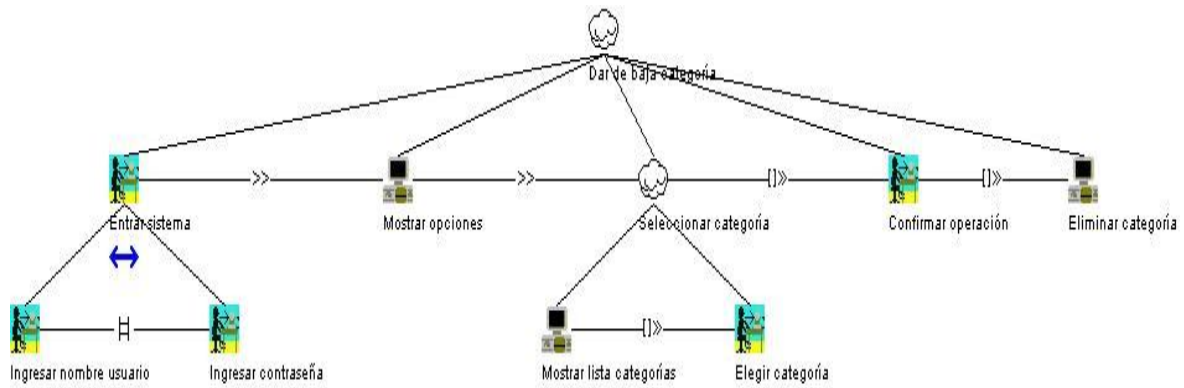 Dar de baja categoría
>> >> []» []»
Entrar sistema Mostrar opciones Seleccionar categoría Confirmar operación Eliminar categoría
[]»
Ingresar nombre usuario Ingresar contraseña Mostrar lista categorías Elegir categoría